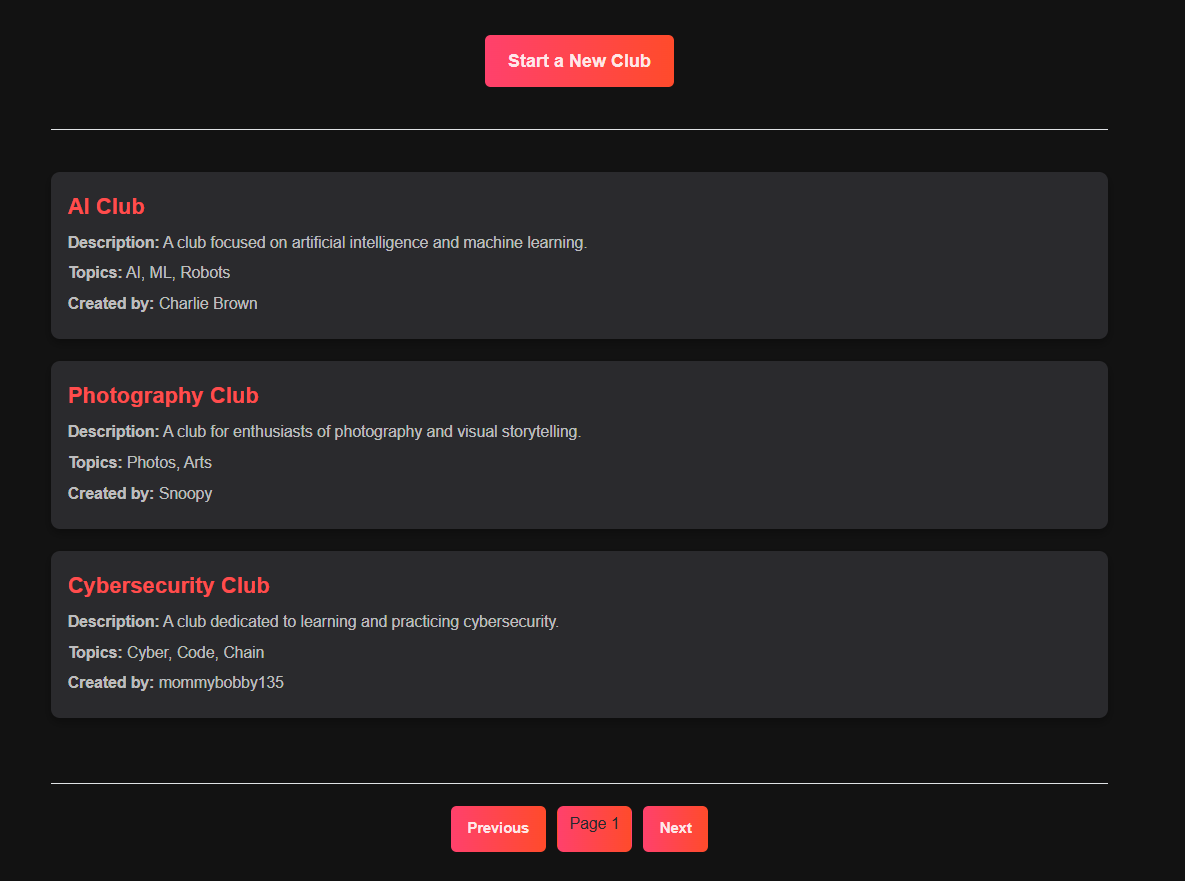 Start a New Club
AI Club
Description: A club focused on artificial intelligence and machine learning.
Topics: AI, ML, Robots
Created by: Charlie Brown
Photography Club
Description: A club for enthusiasts of photography and visual storytelling.
Topics: Photos, Arts
Created by: Snoopy
Cybersecurity Club
Description: A club dedicated to learning and practicing cybersecurity.
Topics: Cyber, Code, Chain
Created by: mommybobby135
Previous Page 1 Next